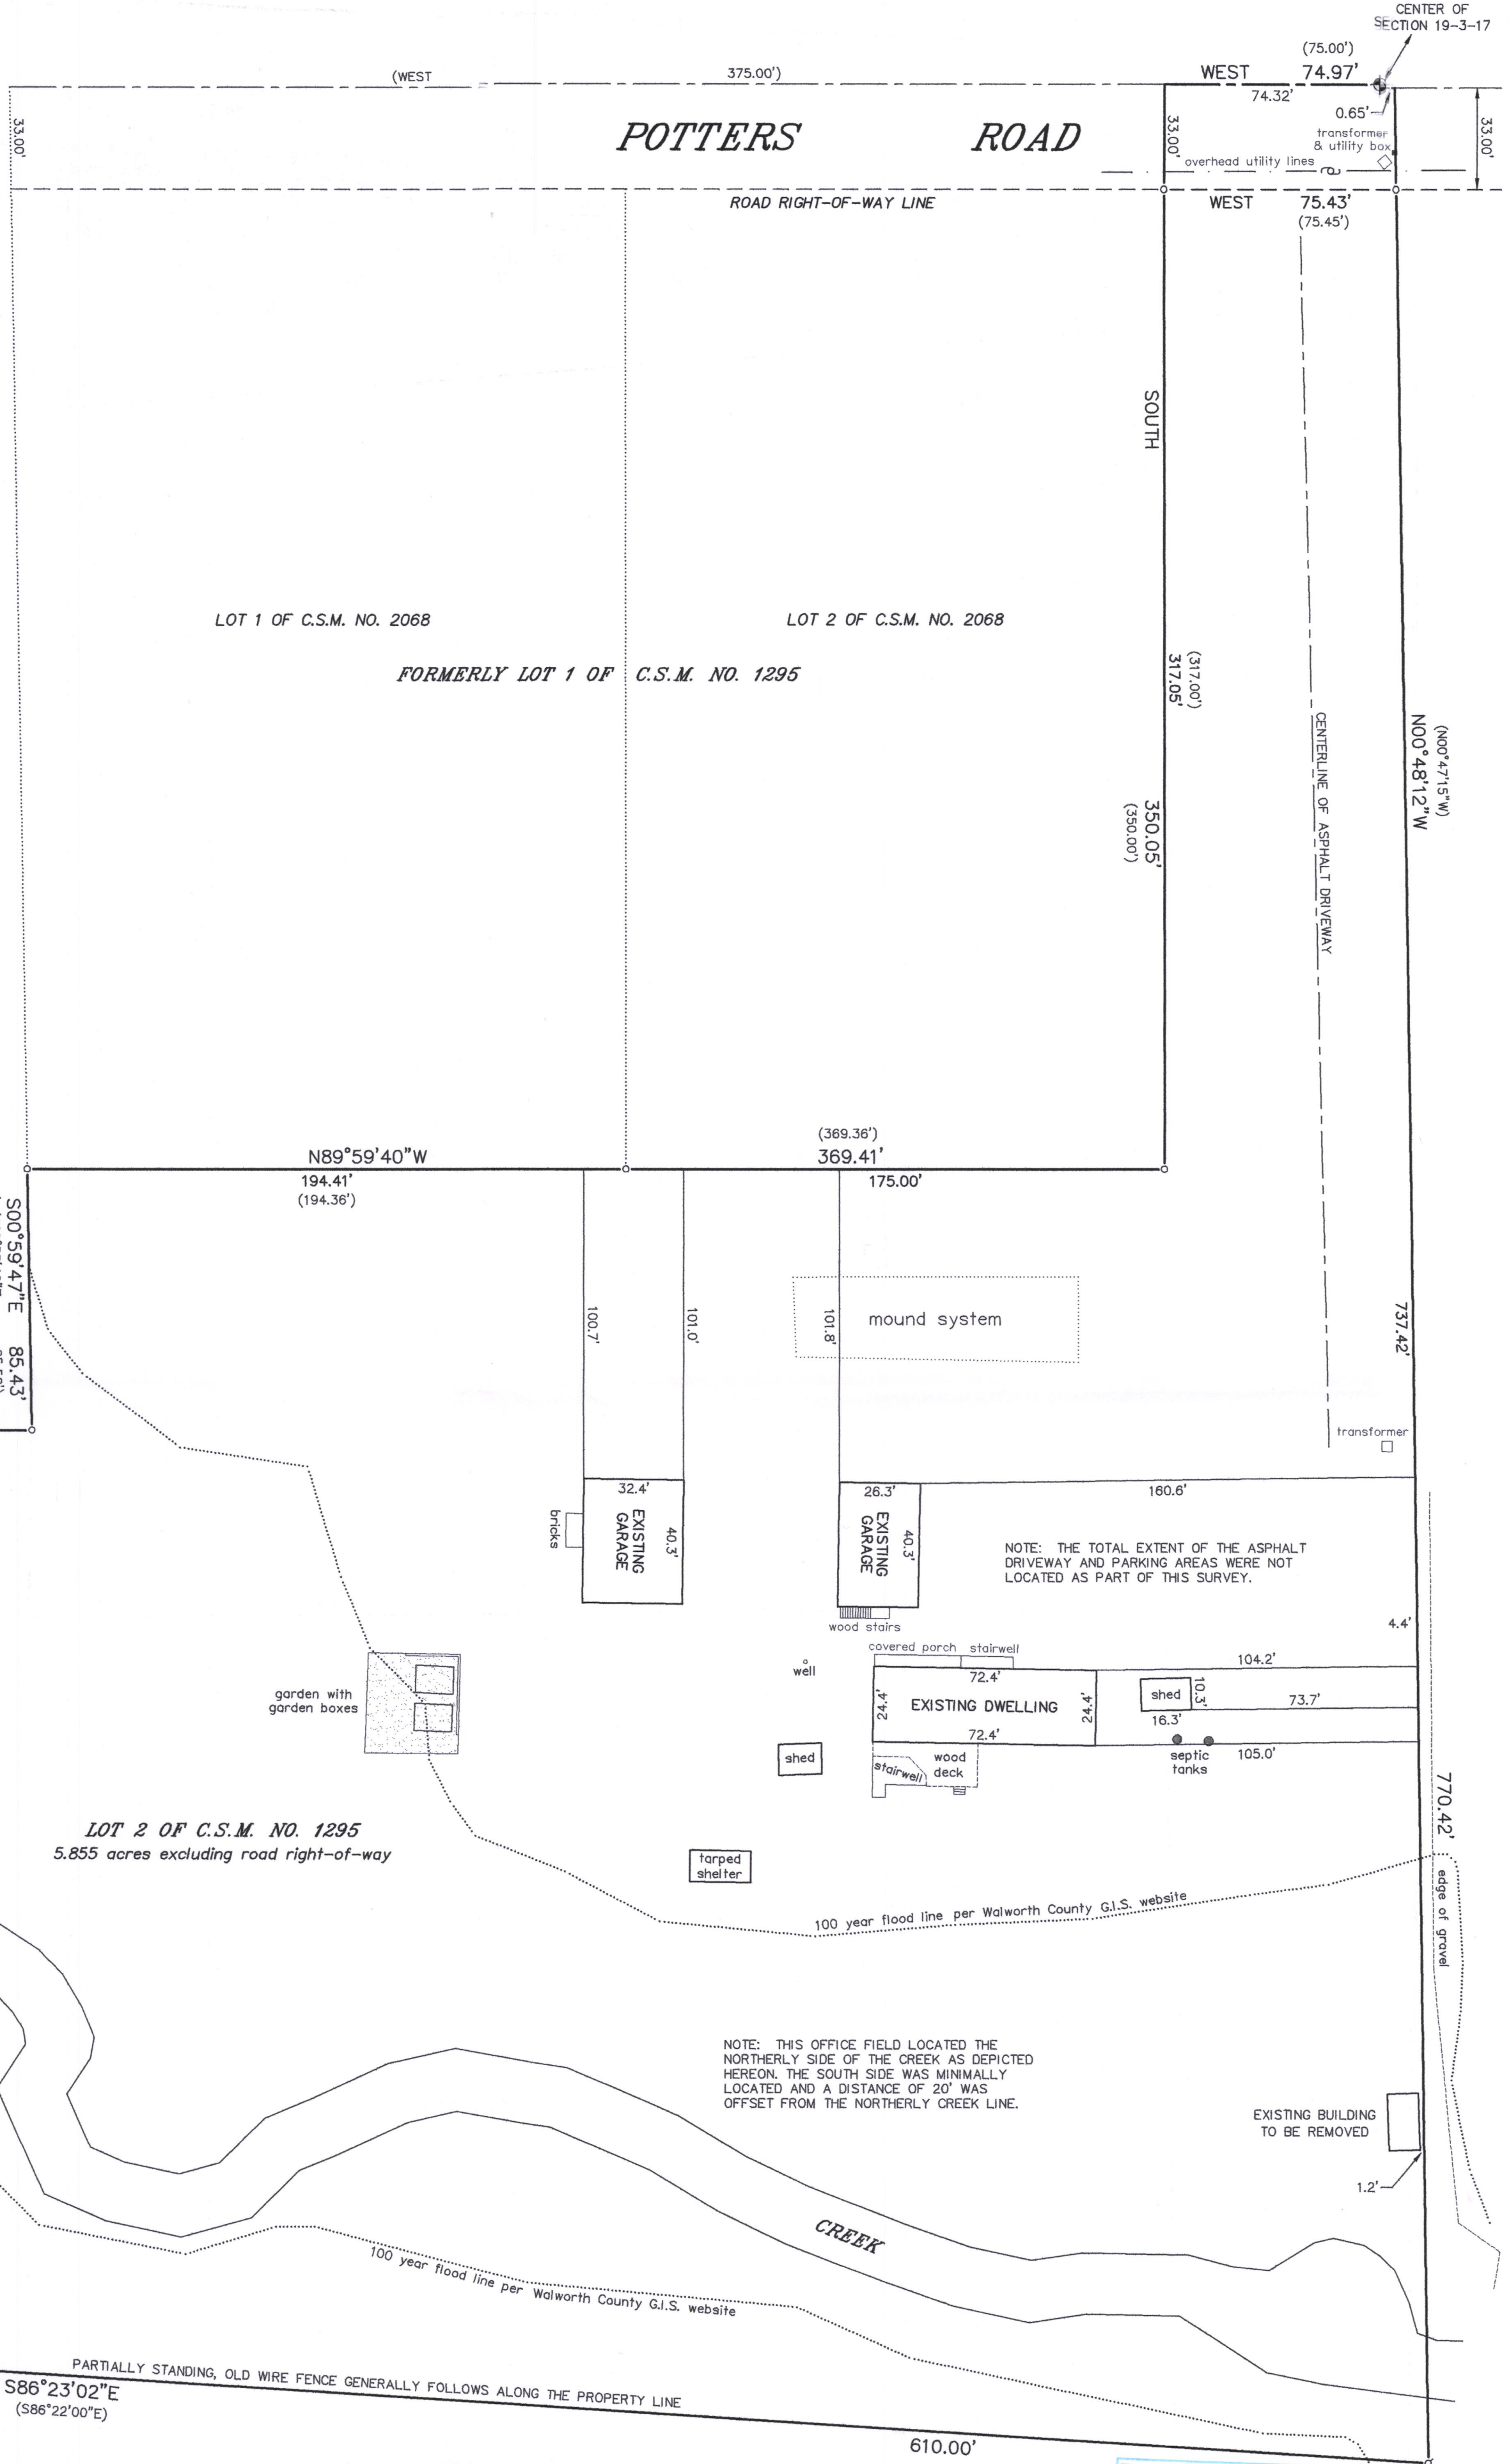 CENTER OF
SECTION 19-3-17
(75.00')
(WEST 375.00')
WEST 74.97'
74.32'
0.65'
33.00'
POTTERS ROAD
33.00'
transformer
& utility box
33.00'
overhead utility lines
ROAD RIGHT-OF-WAY LINE
WEST 75.43'
(75.45')
SOUTH
LOT 1 OF C.S.M. NO. 2068
LOT 2 OF C.S.M. NO. 2068
FORMERLY LOT 1 OF C.S.M. NO. 1295
(317.00')
317.05'
350.05'
(350.00')
CENTERLINE OF ASPHALT DRIVEWAY
(N00°47'15"W)
N00°48'12"W
(369.36')
N89°59'40"W 369.41'
194.41'
(194.36')
175.00'
S00°59'47"E 85.43'
100.7'
101.0'
101.8'
mound system
737.42'
transformer
32.4'
EXISTING
GARAGE
40.3'
bricks
26.3'
EXISTING
GARAGE
40.3'
160.6'
NOTE: THE TOTAL EXTENT OF THE ASPHALT
DRIVEWAY AND PARKING AREAS WERE NOT
LOCATED AS PART OF THIS SURVEY.
wood stairs
4.4'
covered porch stairwell
well
104.2'
72.4'
24.4'
EXISTING DWELLING
24.4'
72.4'
shed
10.3'
73.7'
16.3'
septic
tanks
105.0'
garden with
garden boxes
shed
stairwell
wood
deck
770.42'
LOT 2 OF C.S.M. NO. 1295
5.855 acres excluding road right-of-way
tarped
shelter
100 year flood line per Walworth County G.I.S. website
edge of gravel
NOTE: THIS OFFICE FIELD LOCATED THE
NORTHERLY SIDE OF THE CREEK AS DEPICTED
HEREON. THE SOUTH SIDE WAS MINIMALLY
LOCATED AND A DISTANCE OF 20' WAS
OFFSET FROM THE NORTHERLY CREEK LINE.
EXISTING BUILDING
TO BE REMOVED
1.2'
CREEK
100 year flood line per Walworth County G.I.S. website
PARTIALLY STANDING, OLD WIRE FENCE GENERALLY FOLLOWS ALONG THE PROPERTY LINE
S86°23'02"E
(S86°22'00"E)
610.00'